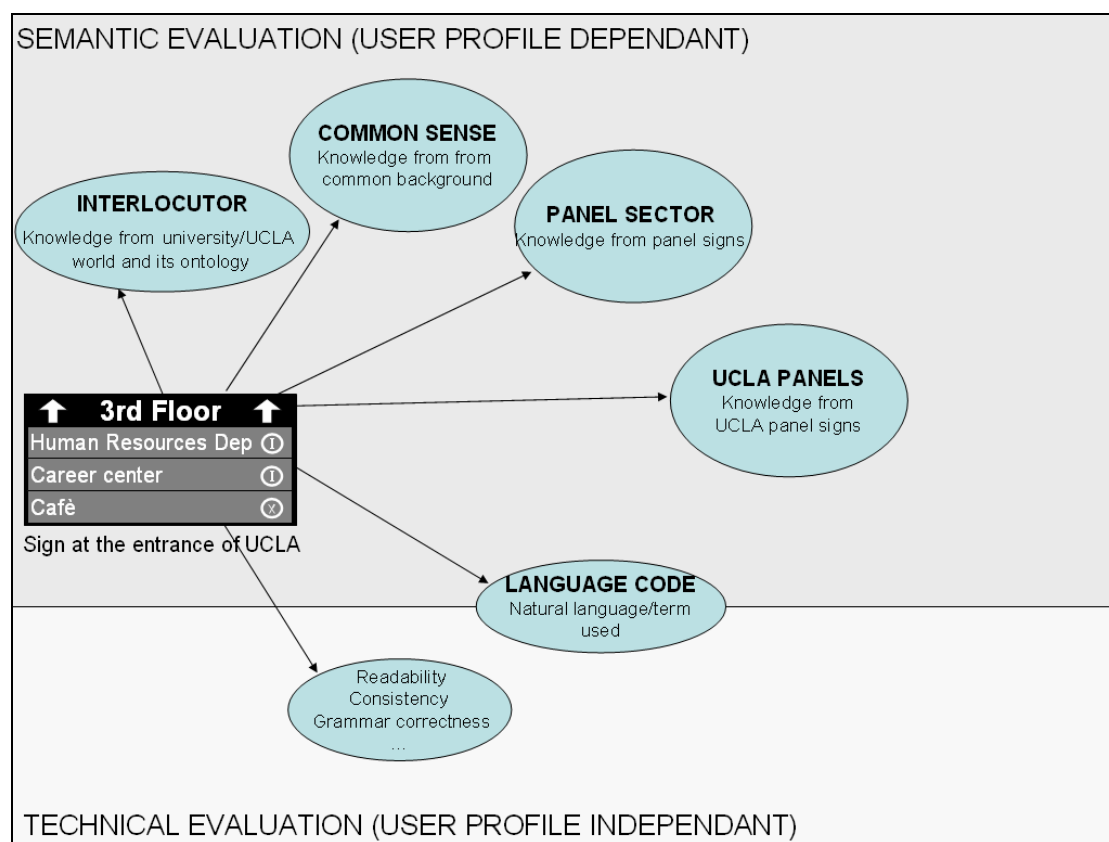 SEMANTIC EVALUATION (USER PROFILE DEPENDANT)
COMMON SENSE
Knowledge from from
common background
INTERLOCUTOR
Knowledge from university/UCLA
world and its ontology
PANEL SECTOR
Knowledge from panel signs
UCLA PANELS
Knowledge from
UCLA panel signs
3rd Floor
Human Resources Dep I
Career center I
Cafè X
Sign at the entrance of UCLA
LANGUAGE CODE
Natural language/term
used
Readability
Consistency
Grammar correctness
...
TECHNICAL EVALUATION (USER PROFILE INDEPENDANT)